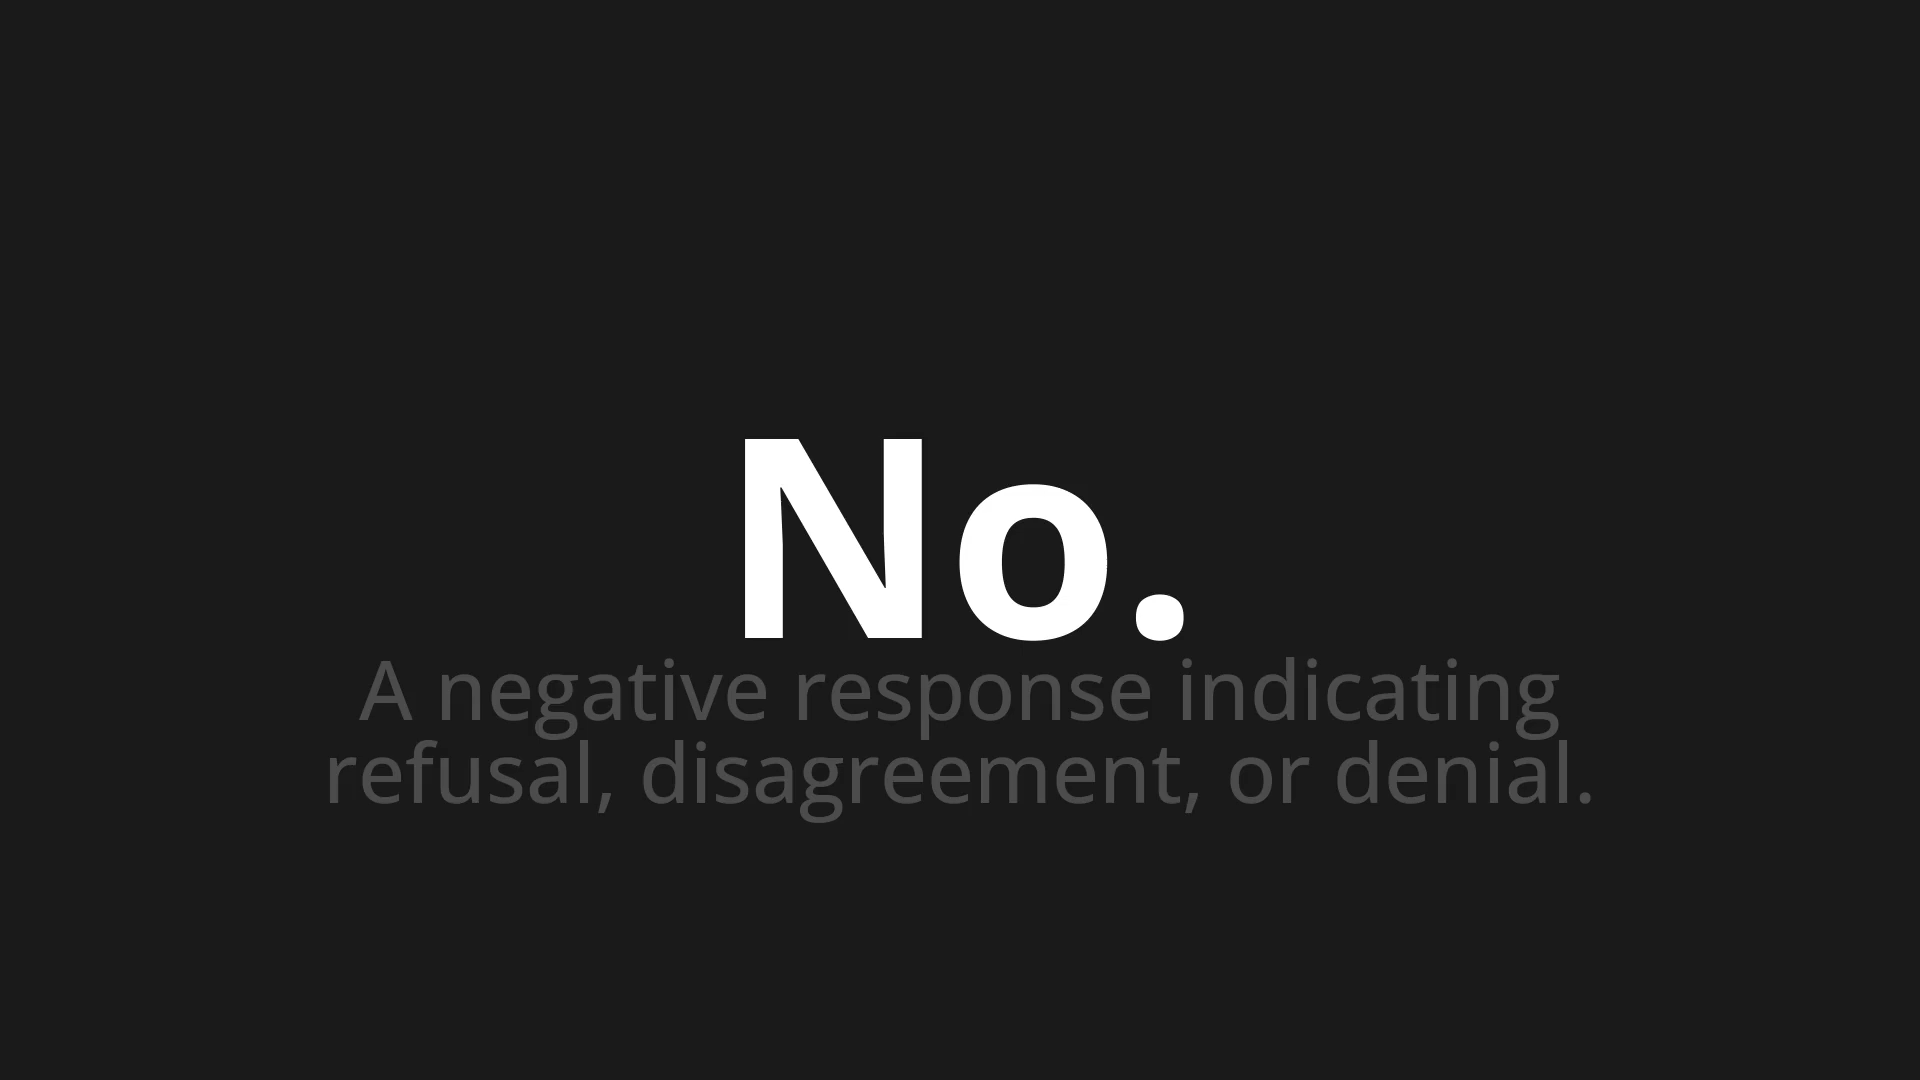 No.
A negative response indicating
refusal, disagreement, or denial.